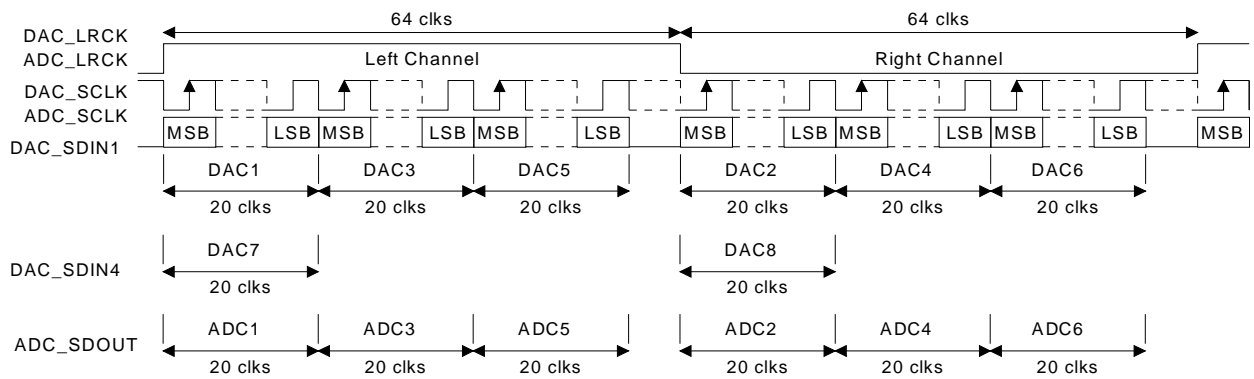 64 clks 64 clks
DAC_LRCK
ADC_LRCK Left Channel Right Channel
DAC_SCLK
ADC_SCLK
MSB LSB MSB LSB MSB LSB MSB LSB MSB LSB MSB LSB MSB
DAC_SDIN1
DAC1 DAC3 DAC5 DAC2 DAC4 DAC6
20 clks 20 clks 20 clks 20 clks 20 clks 20 clks
DAC7 DAC8
DAC_SDIN4
20 clks 20 clks
ADC1 ADC3 ADC5 ADC2 ADC4 ADC6
ADC_SDOUT
20 clks 20 clks 20 clks 20 clks 20 clks 20 clks